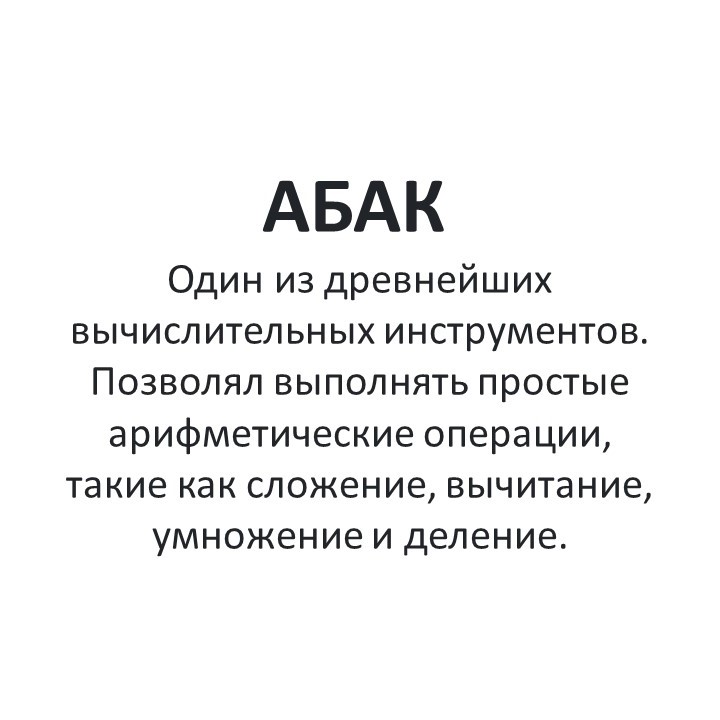 АБАК
Один из древнейших
вычислительных инструментов.
Позволял выполнять простые
арифметические операции,
такие как сложение, вычитание,
умножение и деление.